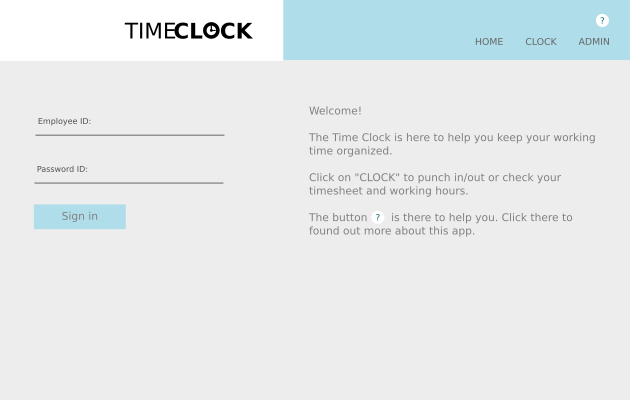 TIMECLOCK
?
HOME CLOCK ADMIN
Employee ID:
Password ID:
Sign in
Welcome!
The Time Clock is here to help you keep your working
time organized.
Click on "CLOCK" to punch in/out or check your
timesheet and working hours.
The button ? is there to help you. Click there to
found out more about this app.